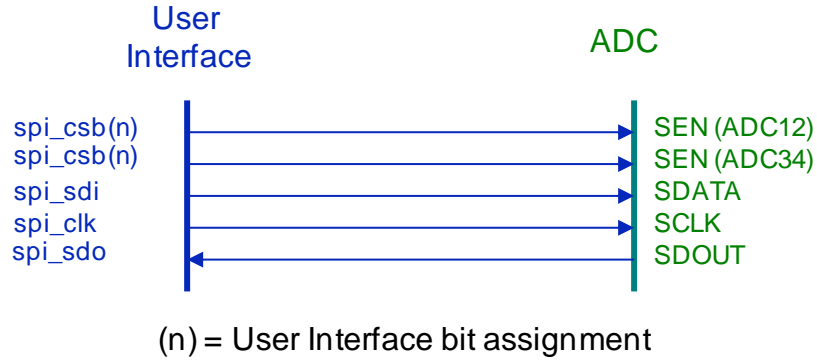 User
Interface
ADC
spi_csb(n) SEN (ADC12)
spi_csb(n) SEN (ADC34)
spi_sdi SDATA
spi_clk SCLK
spi_sdo SDOUT
(n) = User Interface bit assignment